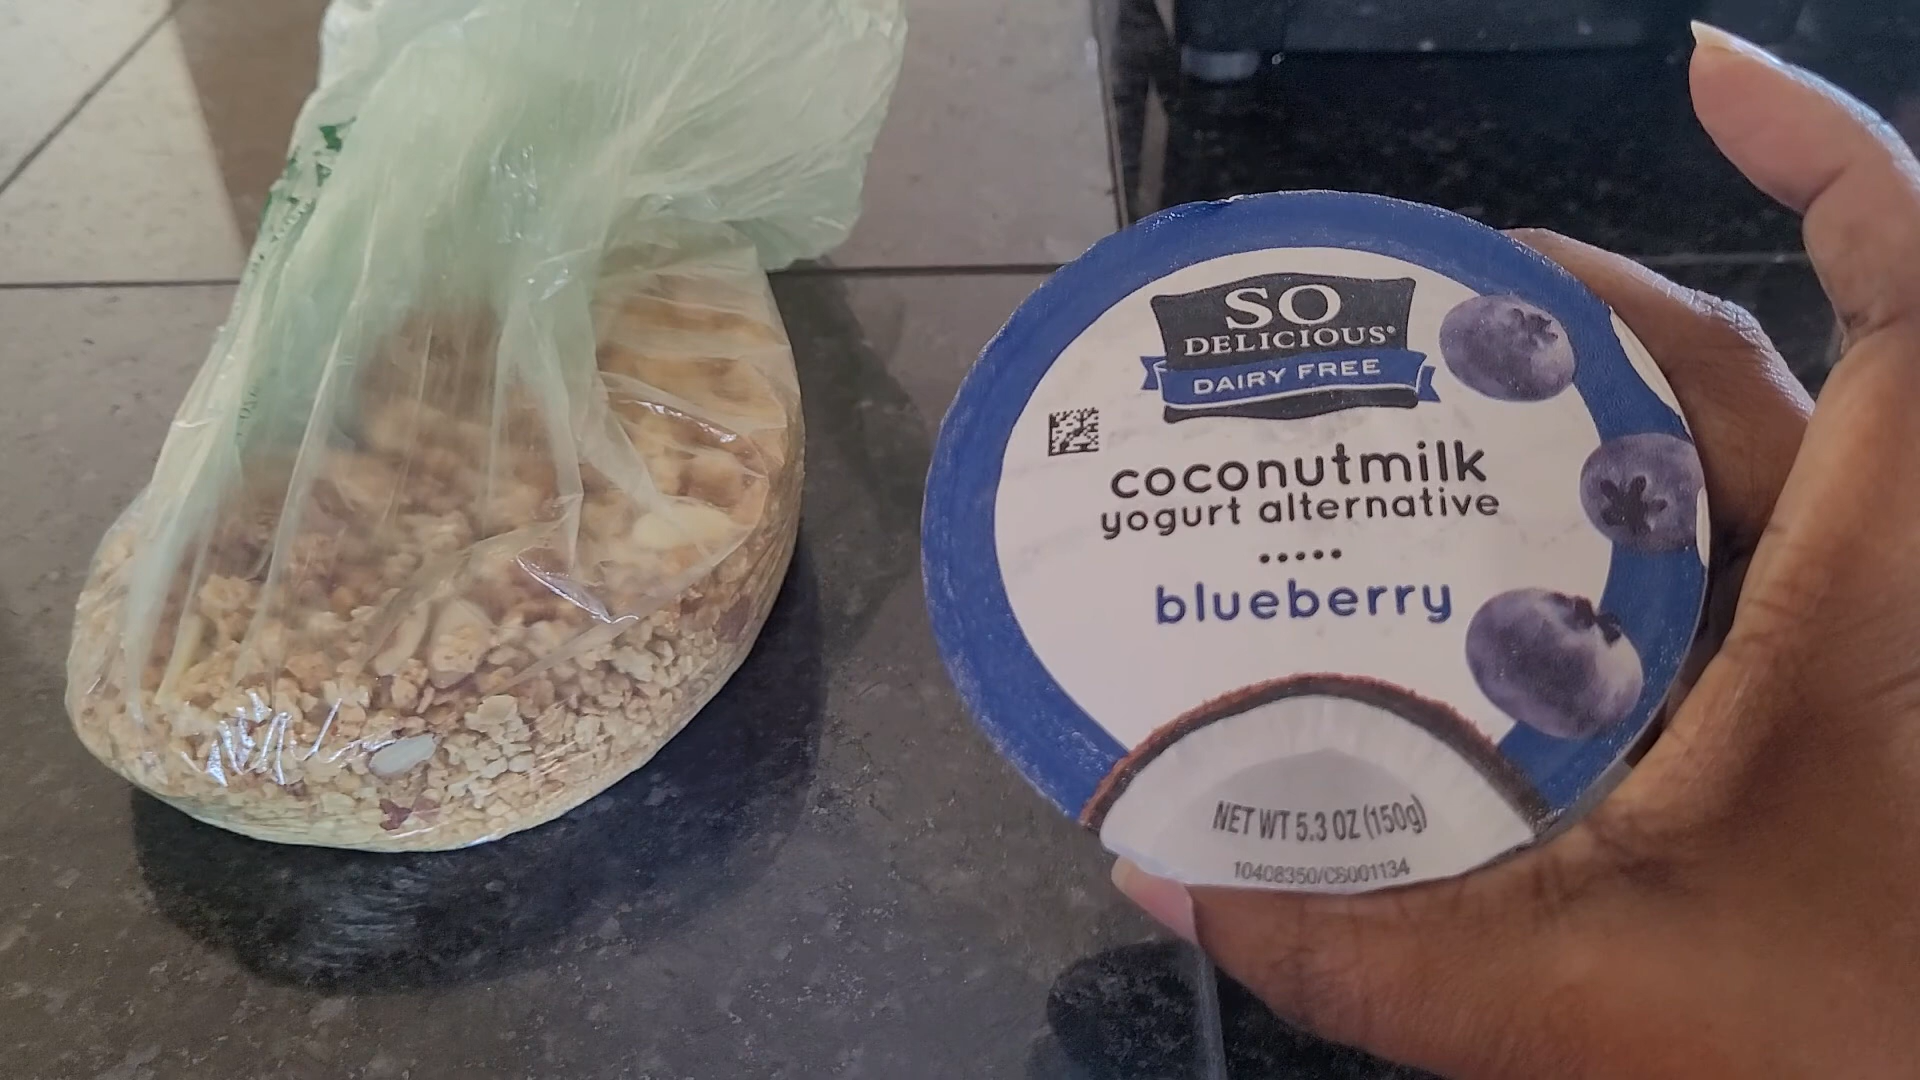 SO
DELICIOUS®
DAIRY FREE
coconutmilk
yogurt alternative
blueberry
NET WT 5.3 OZ (150g)
10408350/C6001134